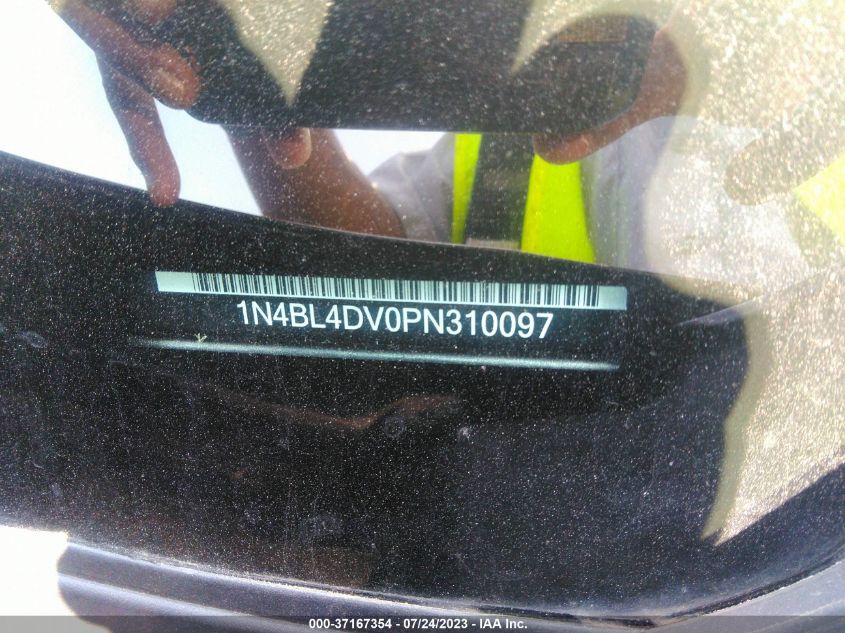 1N4BL4DV0PN310097
000-37167354 | 07/24/2023 - © IAA Inc.